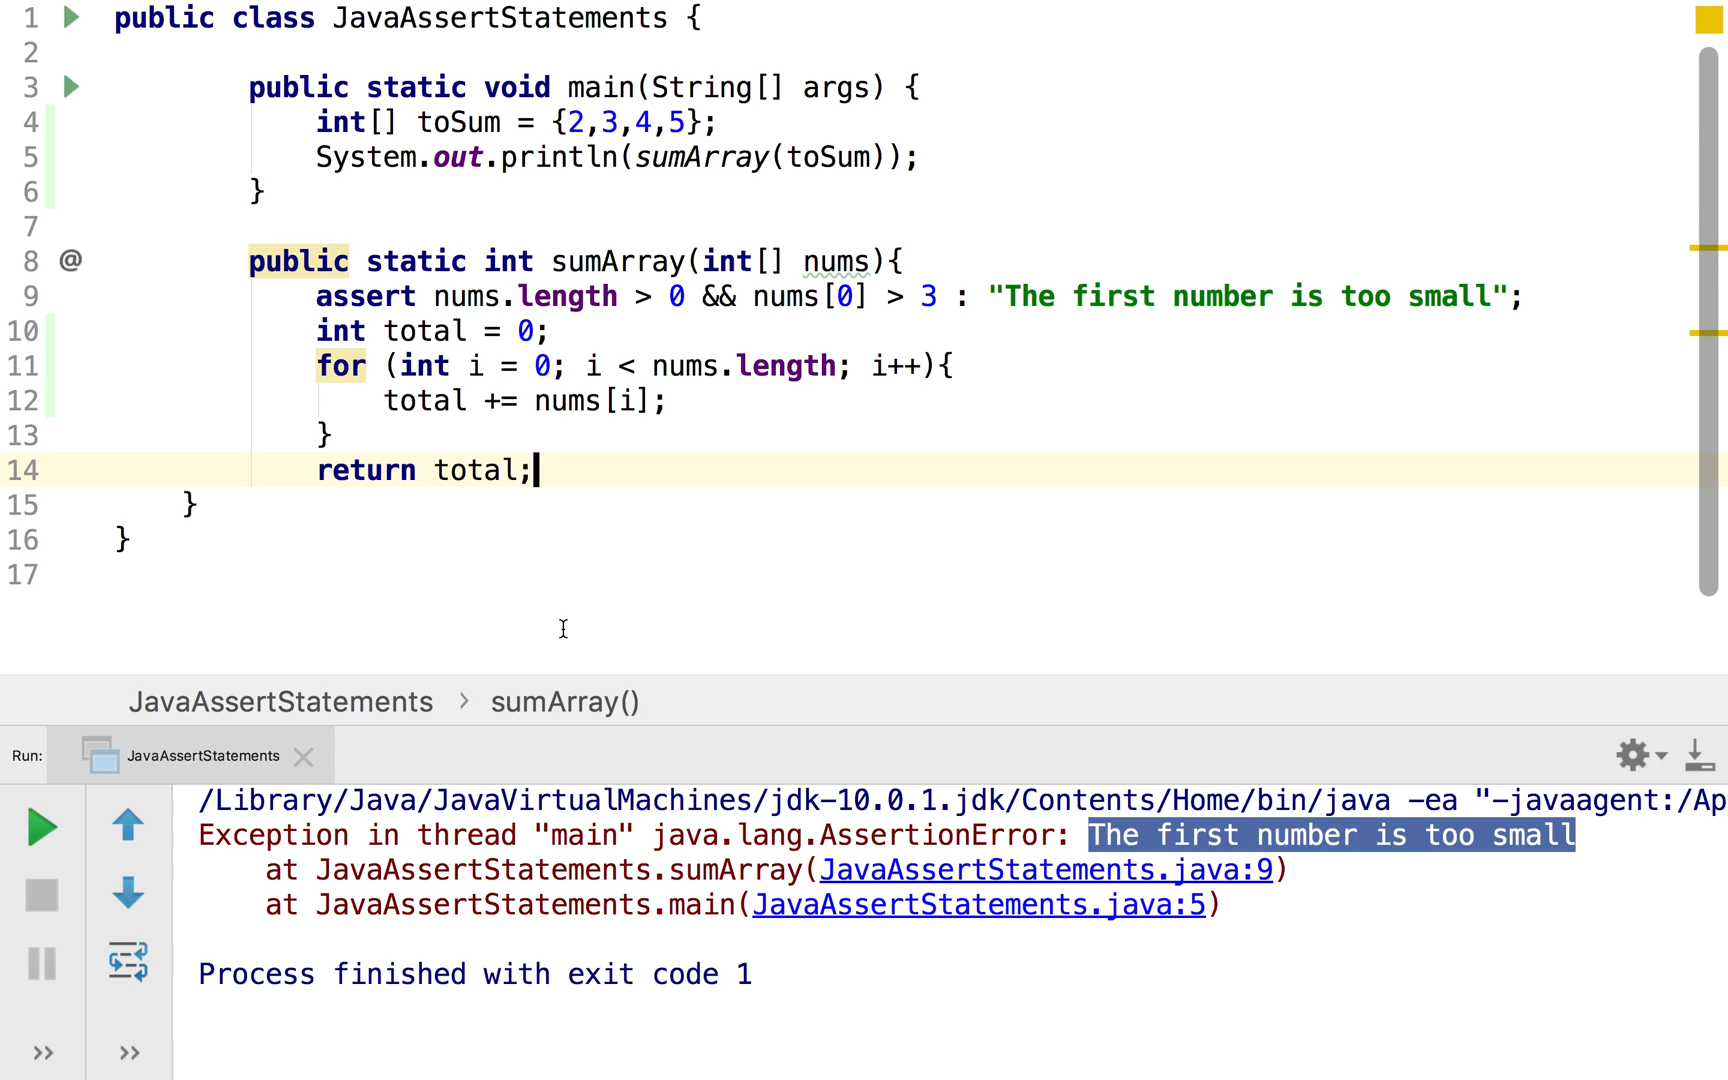 1 public class JavaAssertStatements {
2
3 public static void main(String[] args) {
4 int[] toSum = {2,3,4,5};
5 System.out.println(sumArray(toSum));
6 }
7
8 @ public static int sumArray(int[] nums){
9 assert nums.length > 0 && nums[0] > 3 : "The first number is too small";
10 int total = 0;
11 for (int i = 0; i < nums.length; i++){
12 total += nums[i];
13 }
14 return total;
15 }
16 }
17
JavaAssertStatements > sumArray()
Run: JavaAssertStatements
/Library/Java/JavaVirtualMachines/jdk-10.0.1.jdk/Contents/Home/bin/java -ea "-javaagent:/Ap
Exception in thread "main" java.lang.AssertionError: The first number is too small
at JavaAssertStatements.sumArray(JavaAssertStatements.java:9)
at JavaAssertStatements.main(JavaAssertStatements.java:5)
Process finished with exit code 1